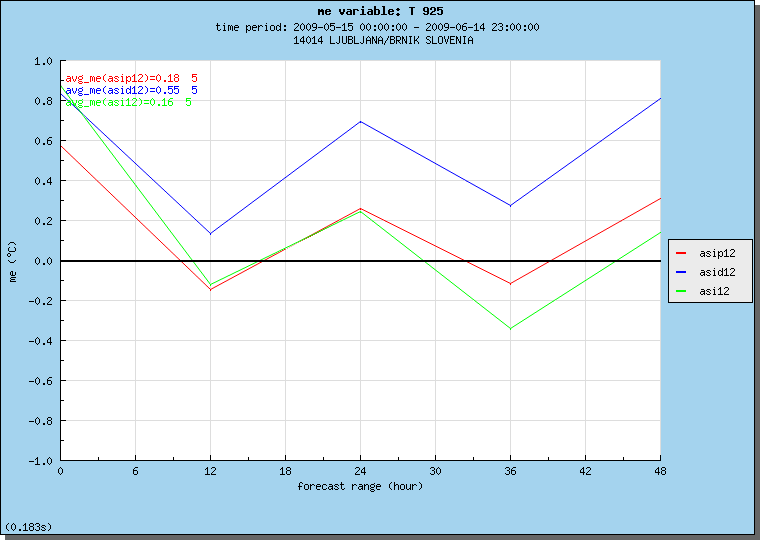 me variable: T 925
time period: 2009-05-15 00:00:00 - 2009-06-14 23:00:00
14014 LJUBLJANA/BRNIK SLOVENIA
avg_me(asip12)=0.18 5
avg_me(asid12)=0.55 5
avg_me(asi12)=0.16 5
1.0
0.8
0.6
0.4
0.2
0.0
-0.2
-0.4
-0.6
-0.8
-1.0
me (°C)
0 6 12 18 24 30 36 42 48
forecast range (hour)
asip12
asid12
asi12
(0.183s)